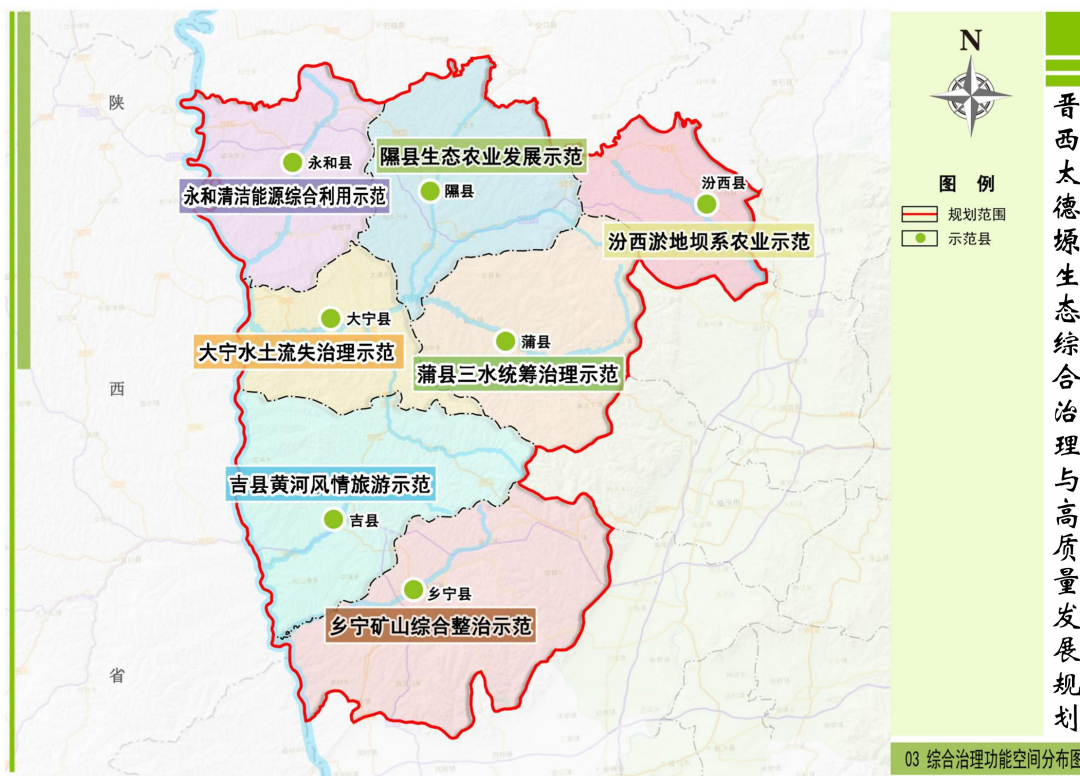 晋西太德塬生态综合治理与高质量发展规划
N
图 例
规划范围
示范县
陕
西
省
永和县
永和清洁能源综合利用示范
隰县生态农业发展示范
隰县
汾西县
汾西淤地坝系农业示范
大宁县
大宁水土流失治理示范
蒲县
蒲县三水统筹治理示范
吉县黄河风情旅游示范
吉县
乡宁县
乡宁矿山综合整治示范
03 综合治理功能空间分布图